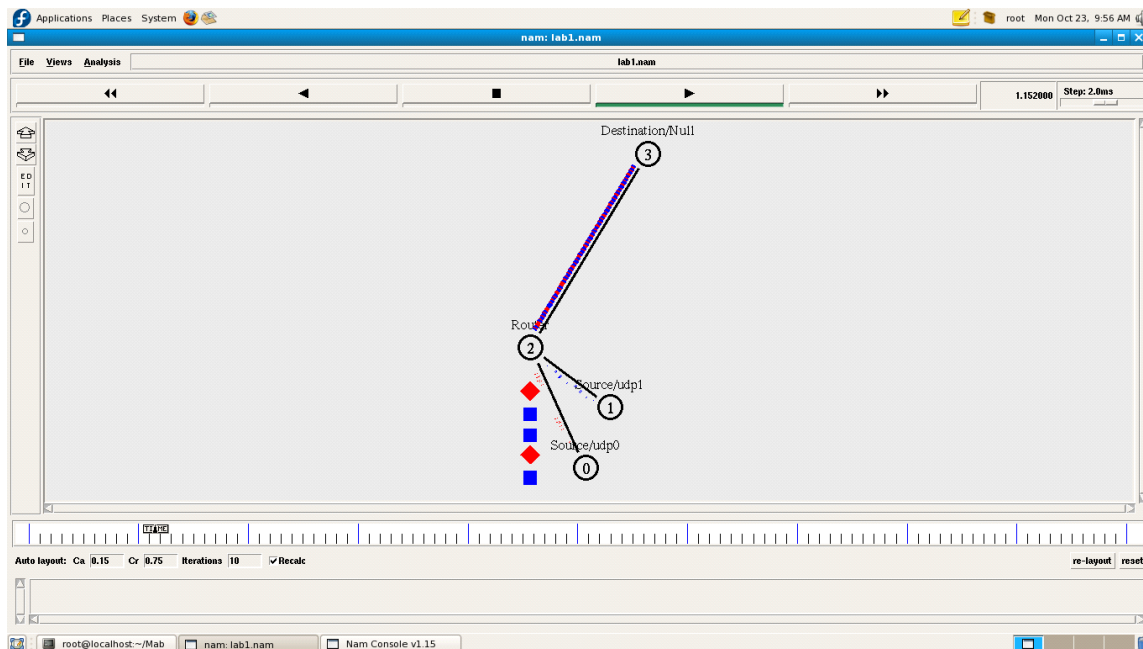 Applications Places System root Mon Oct 23, 9:56 AM
nam: lab1.nam
File Views Analysis lab1.nam
1.152000 Step: 2.0ms
ED
IT
Destination/Null
3
Router
2
Source/udp1
1
Source/udp0
0
TIME
Auto layout: Ca 0.15 Cr 0.75 Iterations 10 Recalc re-layout reset
root@localhost:~/Mab nam: lab1.nam Nam Console v1.15